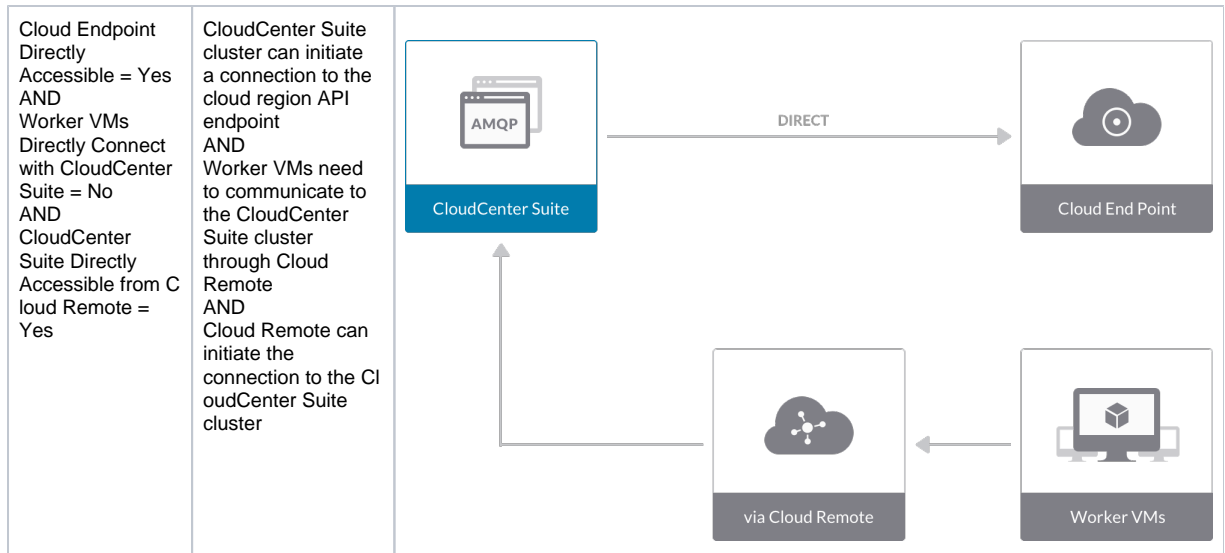 Cloud Endpoint
Directly
Accessible = Yes
AND
Worker VMs
Directly Connect
with CloudCenter
Suite = No
AND
CloudCenter
Suite Directly
Accessible from C
loud Remote =
Yes
CloudCenter Suite
cluster can initiate
a connection to the
cloud region API
endpoint
AND
Worker VMs need
to communicate to
the CloudCenter
Suite cluster
through Cloud
Remote
AND
Cloud Remote can
initiate the
connection to the Cl
oudCenter Suite
cluster
AMQP
CloudCenter Suite
DIRECT
Cloud End Point
via Cloud Remote
Worker VMs